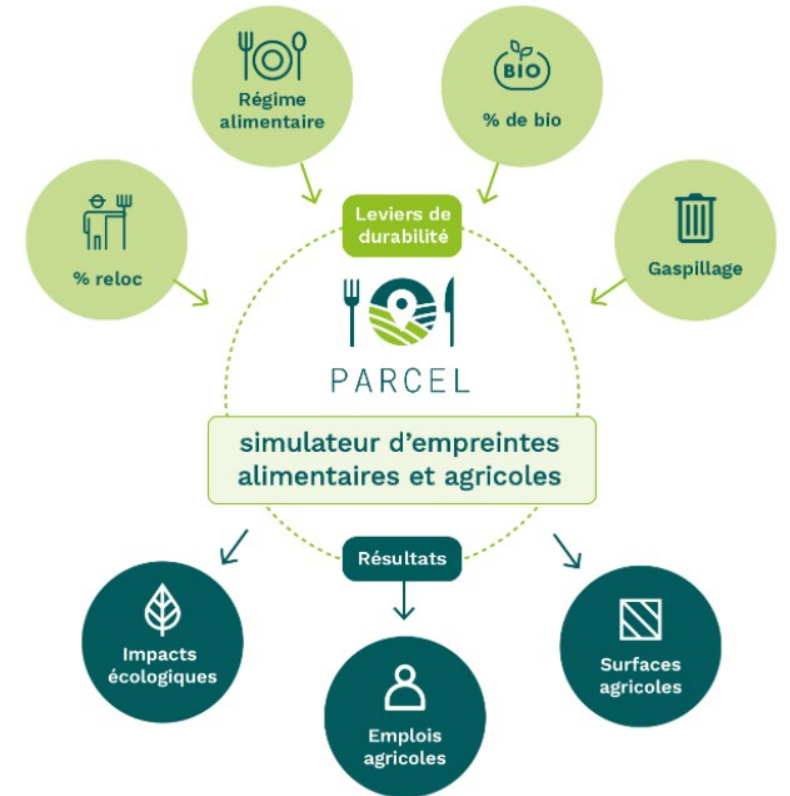 Régime
alimentaire
BIO
% de bio
% reloc
Leviers de
durabilité
Gaspillage
PARCEL
simulateur d'empreintes
alimentaires et agricoles
Résultats
Impacts
écologiques
Emplois
agricoles
Surfaces
agricoles